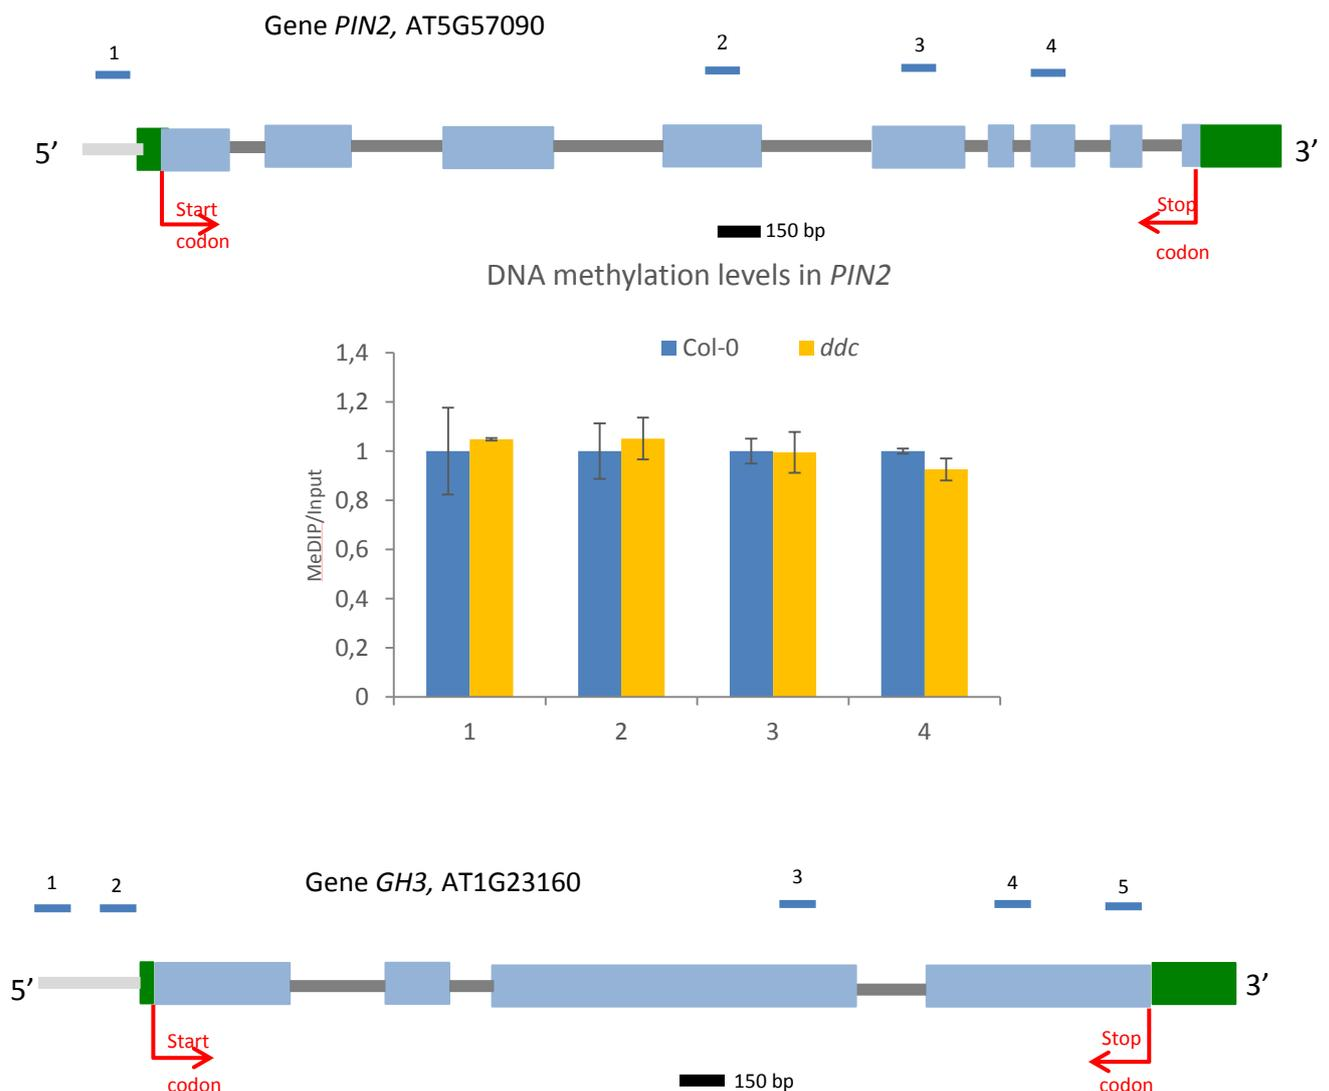 Gene PIN2, AT5G57090
1
2
3
4
5’
3’
Start
codon
Stop
codon
150 bp
DNA methylation levels in PIN2
Col-0
ddc
MeDIP/Input
1,4
1,2
1
0,8
0,6
0,4
0,2
0
1
2
3
4
Gene GH3, AT1G23160
1
2
3
4
5
5’
3’
Start
codon
Stop
codon
150 bp